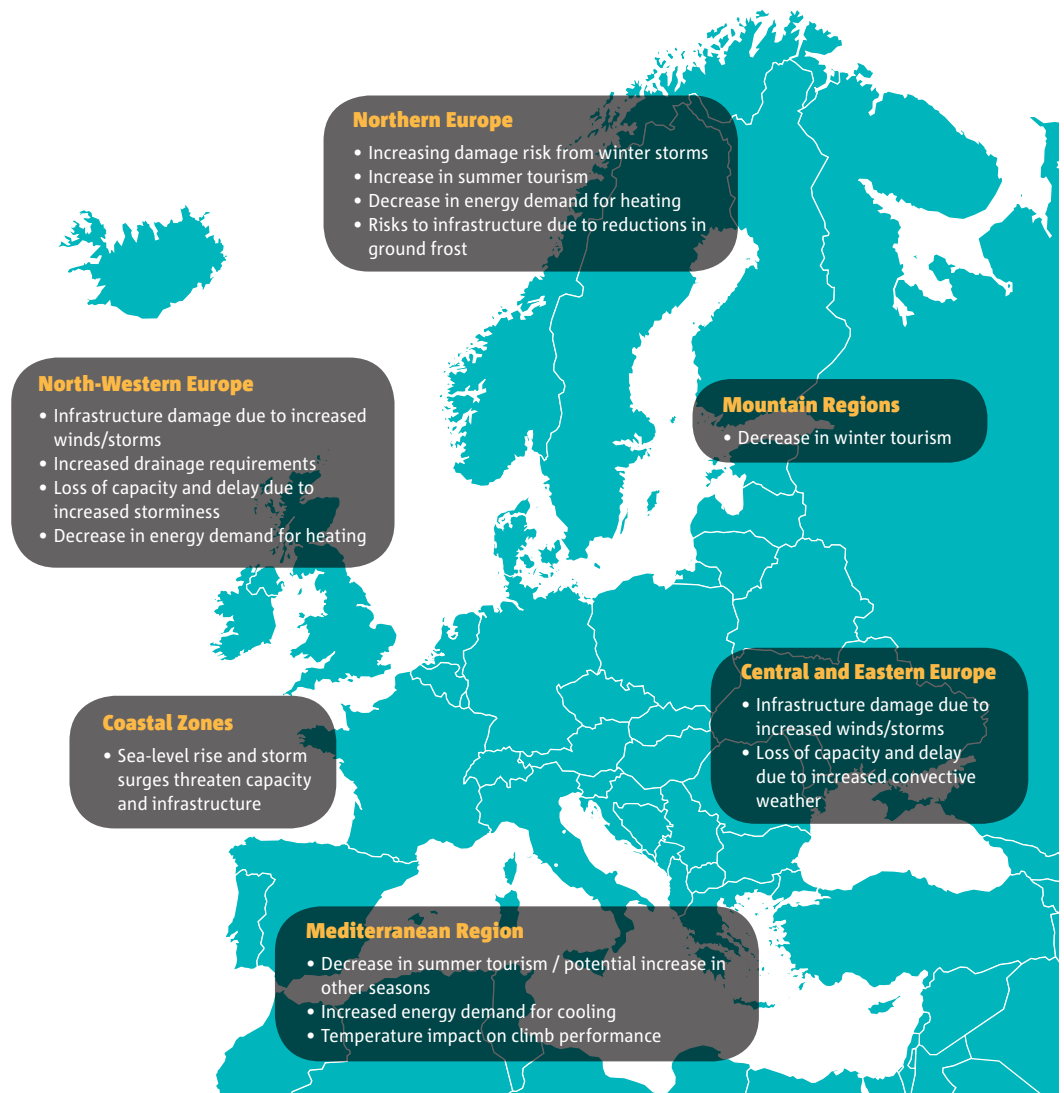 Northern Europe
• Increasing damage risk from winter storms
• Increase in summer tourism
• Decrease in energy demand for heating
• Risks to infrastructure due to reductions in
ground frost
North-Western Europe
• Infrastructure damage due to increased
winds/storms
• Increased drainage requirements
• Loss of capacity and delay due to
increased storminess
• Decrease in energy demand for heating
Mountain Regions
• Decrease in winter tourism
Central and Eastern Europe
• Infrastructure damage due to
increased winds/storms
• Loss of capacity and delay
due to increased convective
weather
Coastal Zones
• Sea-level rise and storm
surges threaten capacity
and infrastructure
Mediterranean Region
• Decrease in summer tourism / potential increase in
other seasons
• Increased energy demand for cooling
• Temperature impact on climb performance